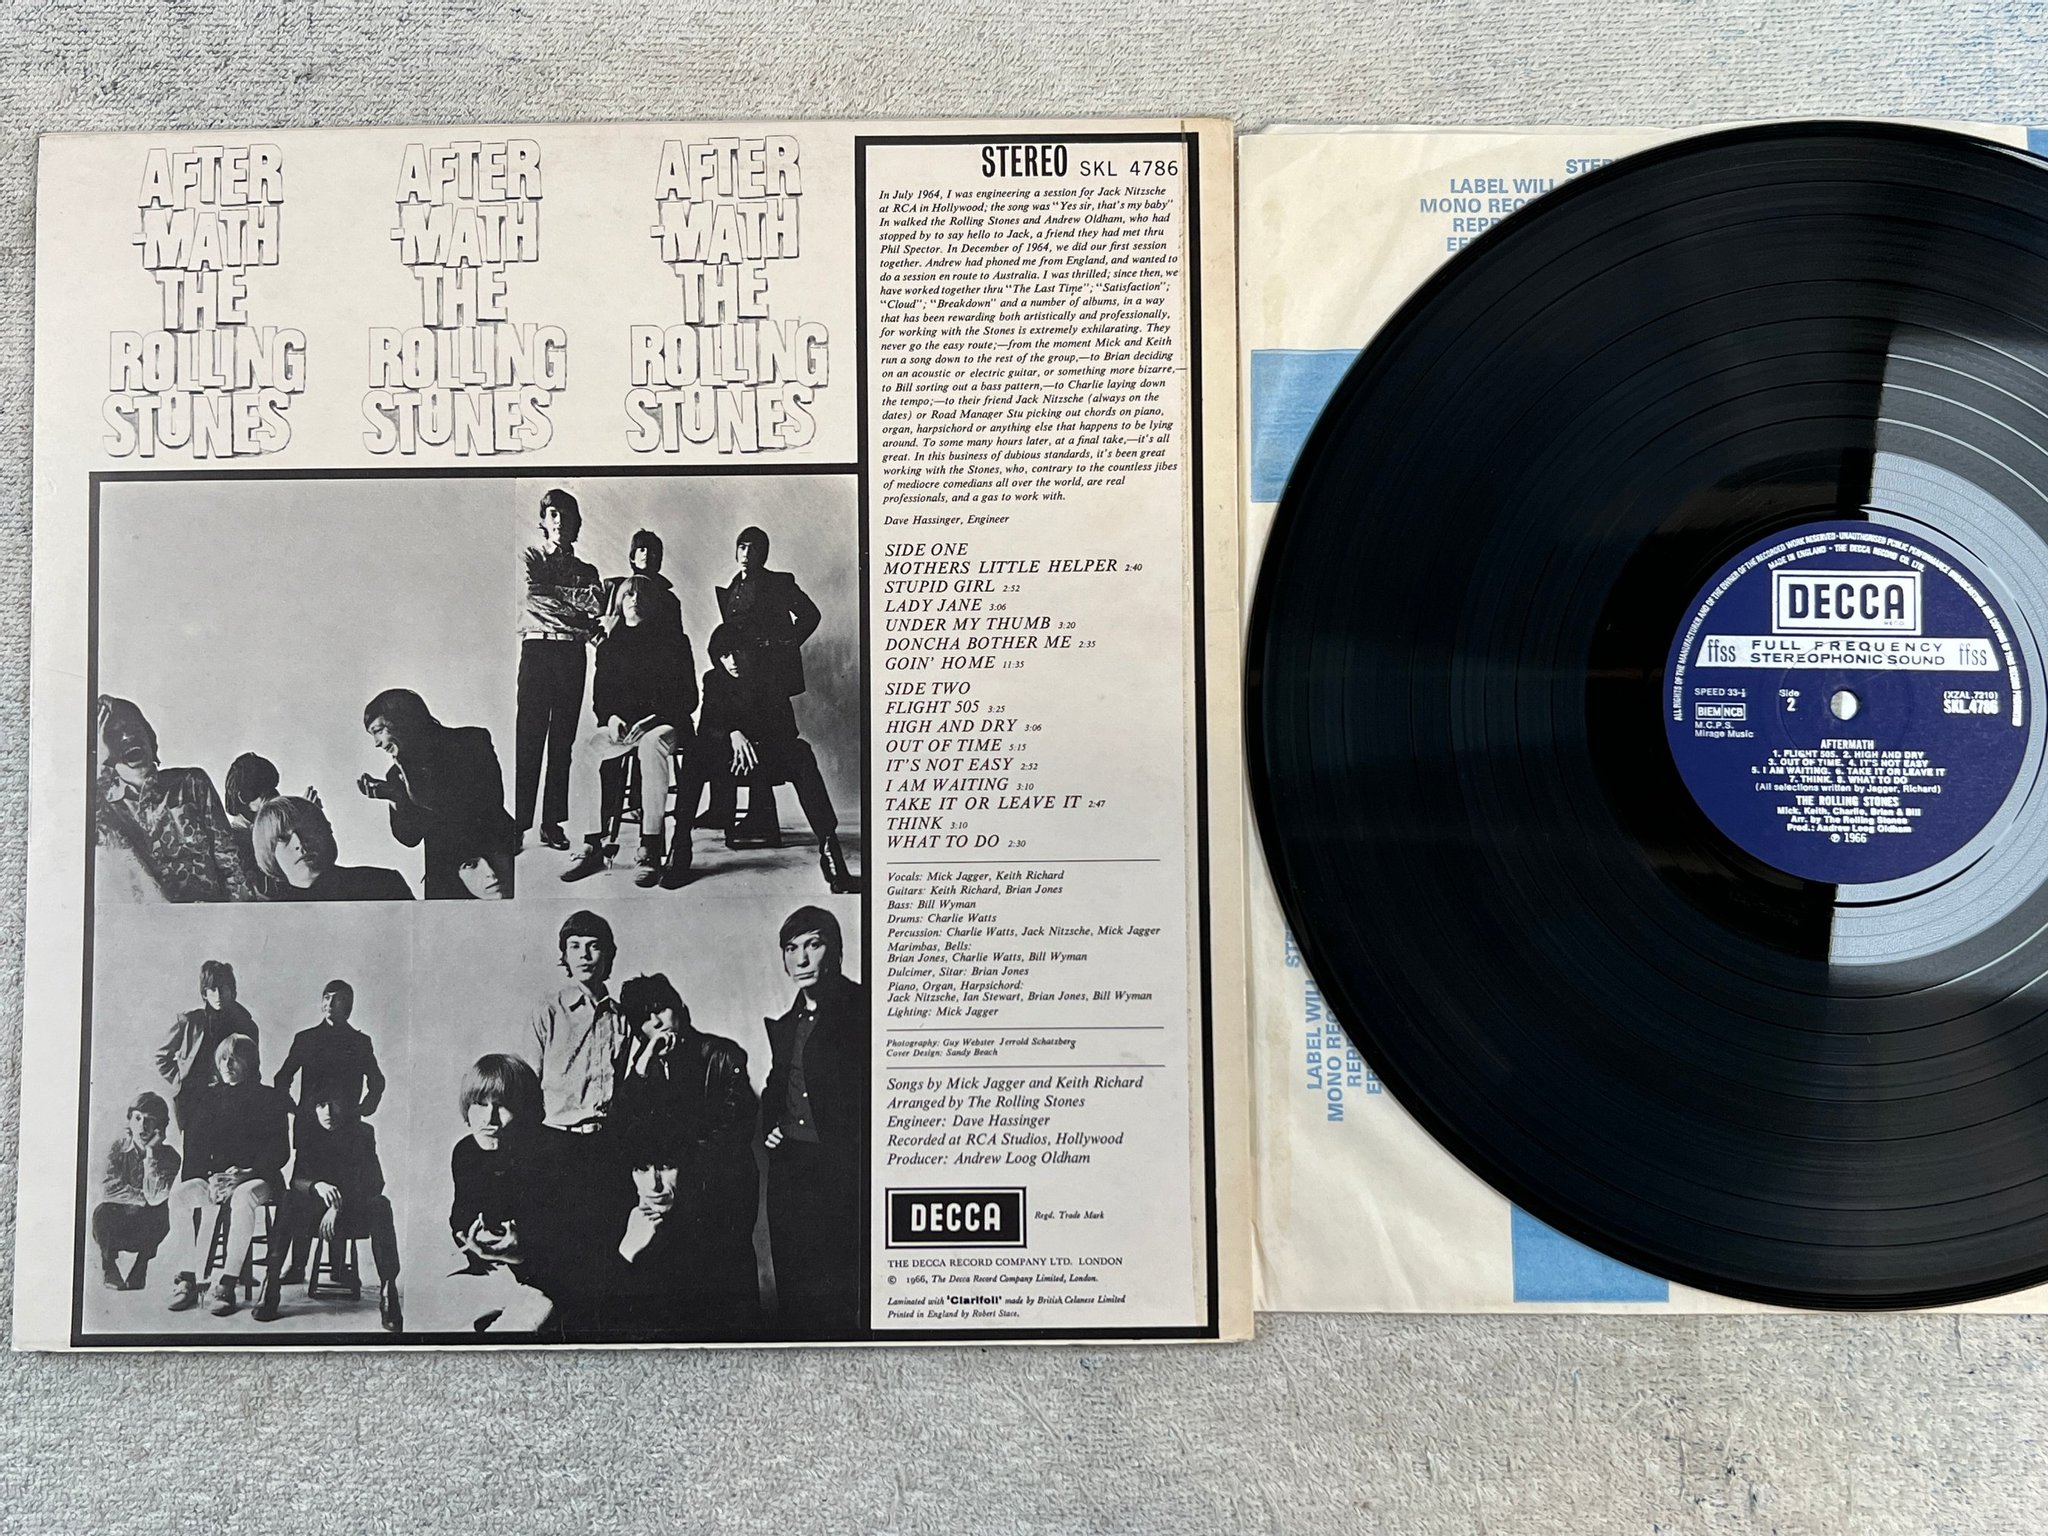 AFTER
-MATH
THE
ROLLING
STONES
AFTER
-MATH
THE
ROLLING
STONES
AFTER
-MATH
THE
ROLLING
STONES
STEREO SKL 4786
In July 1964, I was engineering a session for Jack Nitzsche
at RCA in Hollywood; the song was "Yes sir, that's my baby"
In walked the Rolling Stones and Andrew Oldham, who had
stopped by to say hello to Jack, a friend they had met thru
Phil Spector. In December of 1964, we did our first session
together. Andrew had phoned me from England, and wanted to
do a session en route to Australia. I was thrilled; since then, we
have worked together thru "The Last Time"; "Satisfaction";
"Cloud"; "Breakdown" and a number of albums, in a way
that has been rewarding both artistically and professionally,
for working with the Stones is extremely exhilarating. They
never go the easy route;—from the moment Mick and Keith
run a song down to the rest of the group,—to Brian deciding
on an acoustic or electric guitar, or something more bizarre,—
to Bill sorting out a bass pattern,—to Charlie laying down
the tempo;—to their friend Jack Nitzsche (always on the
dates) or Road Manager Stu picking out chords on piano,
organ, harpsichord or anything else that happens to be lying
around. To some many hours later, at a final take,—it's all
great. In this business of dubious standards, it's been great
working with the Stones, who, contrary to the countless jibes
of mediocre comedians all over the world, are real
professionals, and a gas to work with.
Dave Hassinger, Engineer
SIDE ONE
MOTHERS LITTLE HELPER 2:40
STUPID GIRL 2:52
LADY JANE 3:06
UNDER MY THUMB 3:20
DONCHA BOTHER ME 2:35
GOIN' HOME 11:35
SIDE TWO
FLIGHT 505 3:25
HIGH AND DRY 3:06
OUT OF TIME 5:15
IT'S NOT EASY 2:52
I AM WAITING 3:10
TAKE IT OR LEAVE IT 2:47
THINK 3:10
WHAT TO DO 2:30
Vocals: Mick Jagger, Keith Richard
Guitars: Keith Richard, Brian Jones
Bass: Bill Wyman
Drums: Charlie Watts
Percussion: Charlie Watts, Jack Nitzsche, Mick Jagger
Marimbas, Bells:
Brian Jones, Charlie Watts, Bill Wyman
Dulcimer, Sitar: Brian Jones
Piano, Organ, Harpsichord:
Jack Nitzsche, Ian Stewart, Brian Jones, Bill Wyman
Lighting: Mick Jagger
Photography: Guy Webster Jerrold Schatzberg
Cover Design: Sandy Beach
Songs by Mick Jagger and Keith Richard
Arranged by The Rolling Stones
Engineer: Dave Hassinger
Recorded at RCA Studios, Hollywood
Producer: Andrew Loog Oldham
DECCA Regd. Trade Mark
THE DECCA RECORD COMPANY LTD. LONDON
© 1966, The Decca Record Company Limited, London.
Laminated with 'Clarifoil' made by British Celanese Limited
Printed in England by Robert Stace.
LABEL WILL
MONO
LABEL WILL
MONO
ALL RIGHTS OF THE MANUFACTURER AND OF THE OWNER OF THE RECORDED WORK RESERVED · UNAUTHORISED PUBLIC PERFORMANCE BROADCASTING AND COPYING OF THIS RECORD PROHIBITED
MADE IN ENGLAND · THE DECCA RECORD CO. LTD.
DECCA
ffss FULL FREQUENCY STEREOPHONIC SOUND ffss
SPEED 33⅓
Side
2
(XZAL.7210)
SKL.4786
BIEM NCB
M.C.P.S.
Mirage Music
AFTERMATH
1. FLIGHT 505. 2. HIGH AND DRY
3. OUT OF TIME. 4. IT'S NOT EASY
5. I AM WAITING. 6. TAKE IT OR LEAVE IT
7. THINK. 8. WHAT TO DO
(All selections written by Jagger, Richard)
THE ROLLING STONES
Mick, Keith, Charlie, Brian & Bill
Arr. by The Rolling Stones
Prod.: Andrew Loog Oldham
℗ 1966